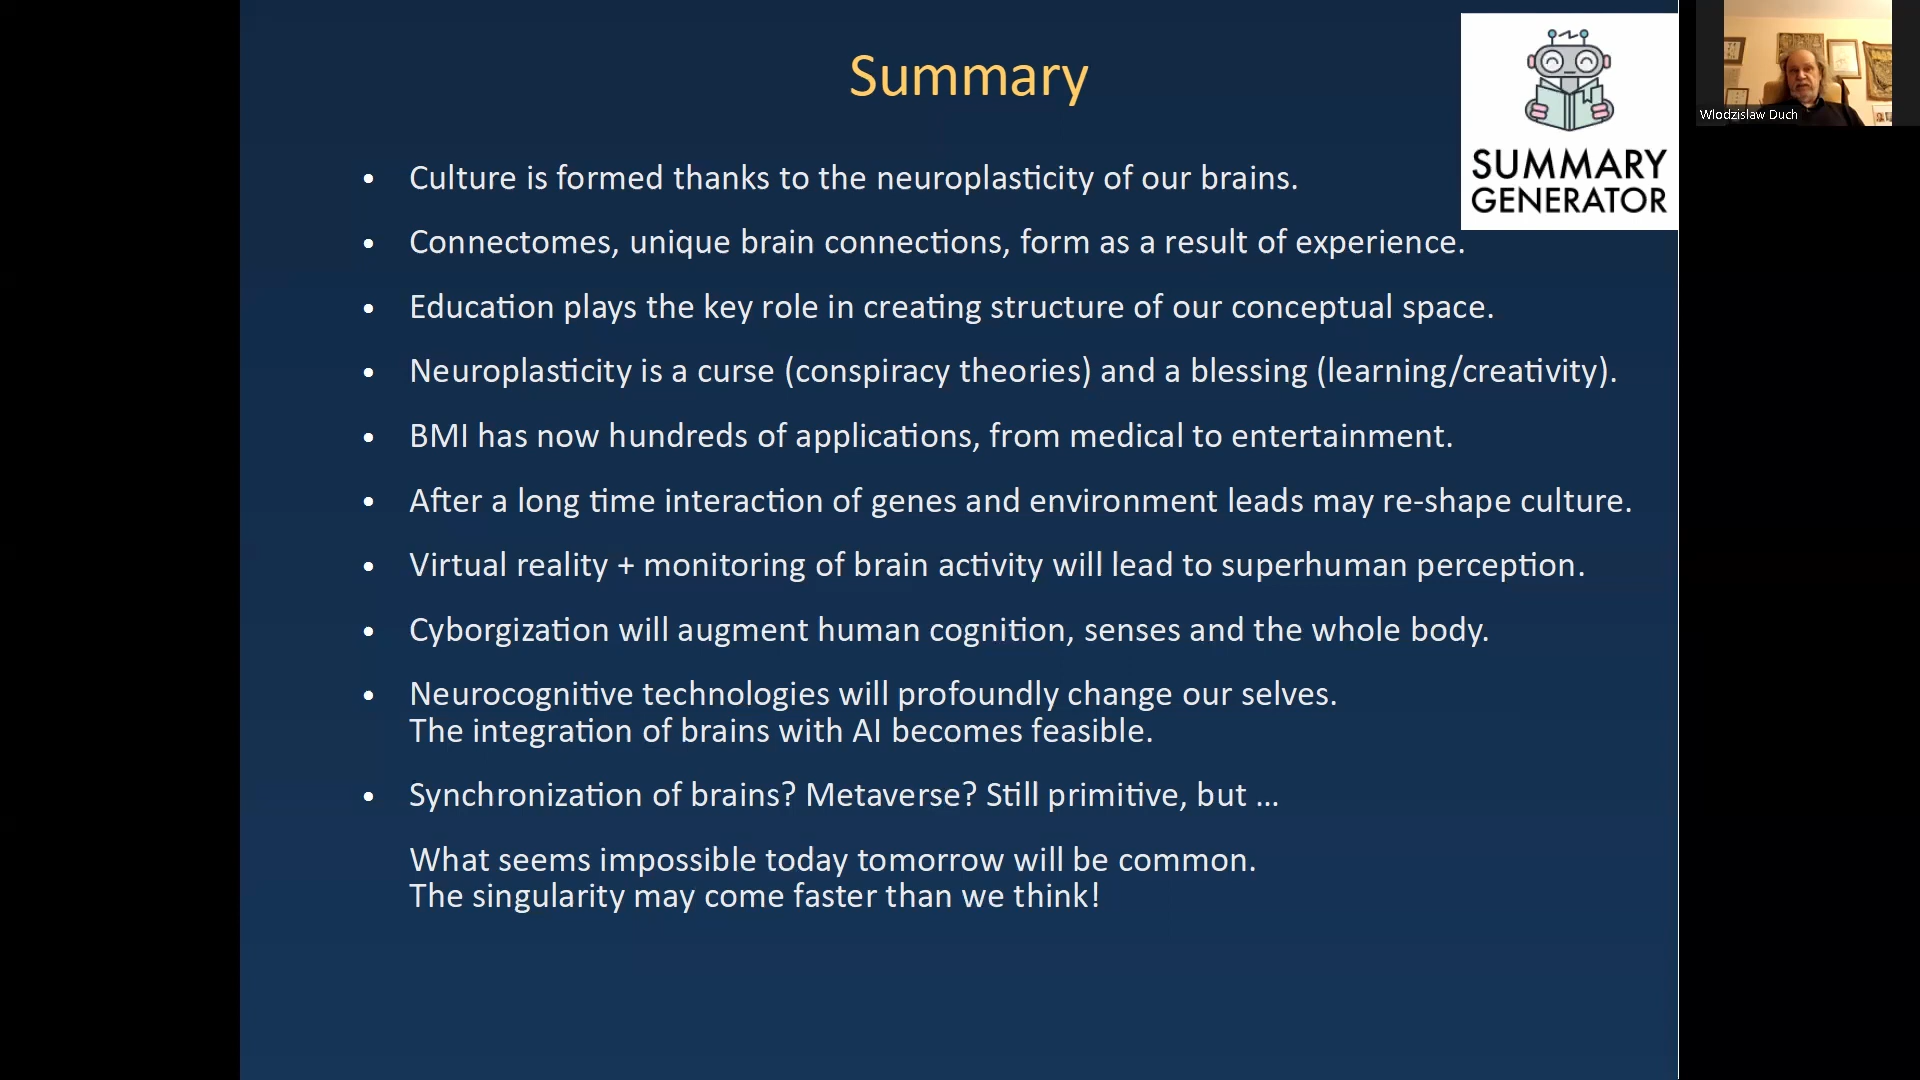 Summary
SUMMARY
GENERATOR
Wlodzislaw Duch
• Culture is formed thanks to the neuroplasticity of our brains.
• Connectomes, unique brain connections, form as a result of experience.
• Education plays the key role in creating structure of our conceptual space.
• Neuroplasticity is a curse (conspiracy theories) and a blessing (learning/creativity).
• BMI has now hundreds of applications, from medical to entertainment.
• After a long time interaction of genes and environment leads may re-shape culture.
• Virtual reality + monitoring of brain activity will lead to superhuman perception.
• Cyborgization will augment human cognition, senses and the whole body.
• Neurocognitive technologies will profoundly change our selves.
The integration of brains with AI becomes feasible.
• Synchronization of brains? Metaverse? Still primitive, but ...
What seems impossible today tomorrow will be common.
The singularity may come faster than we think!